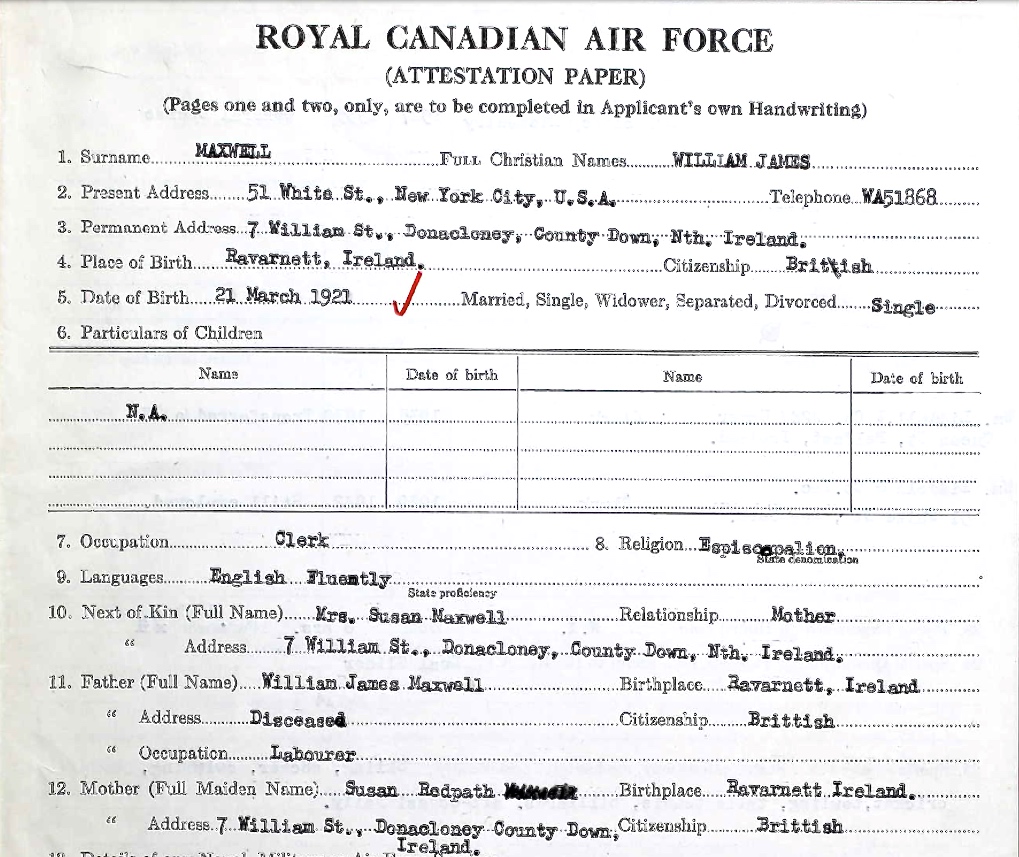 ROYAL CANADIAN AIR FORCE
(ATTESTATION PAPER)
(Pages one and two, only, are to be completed in Applicant's own Handwriting)
1. Surname MAXWELL FULL Christian Names WILLIAM JAMES
2. Present Address 51 White St., New York City, U.S.A. Telephone WA51868
3. Permanent Address 7 William St., Donacloney, County Down, Nth. Ireland.
4. Place of Birth Ravarnett, Ireland. Citizenship Brittish
5. Date of Birth 21 March 1921 Married, Single, Widower, Separated, Divorced Single
6. Particulars of Children
Name Date of birth Name Date of birth
N.A.
7. Occupation Clerk 8. Religion Espiscopalion,
State denomination
9. Languages English Fluently
State proficiency
10. Next of Kin (Full Name) Mrs. Susan Maxwell Relationship Mother
" Address 7 William St., Donacloney, County Down, Nth. Ireland.
11. Father (Full Name) William James Maxwell Birthplace Ravarnett, Ireland
" Address Disceased Citizenship Brittish
" Occupation Labourer
12. Mother (Full Maiden Name) Susan Redpath Birthplace Ravarnett Ireland.
" Address 7 William St., Donacloney County Down, Citizenship Brittish
Ireland.